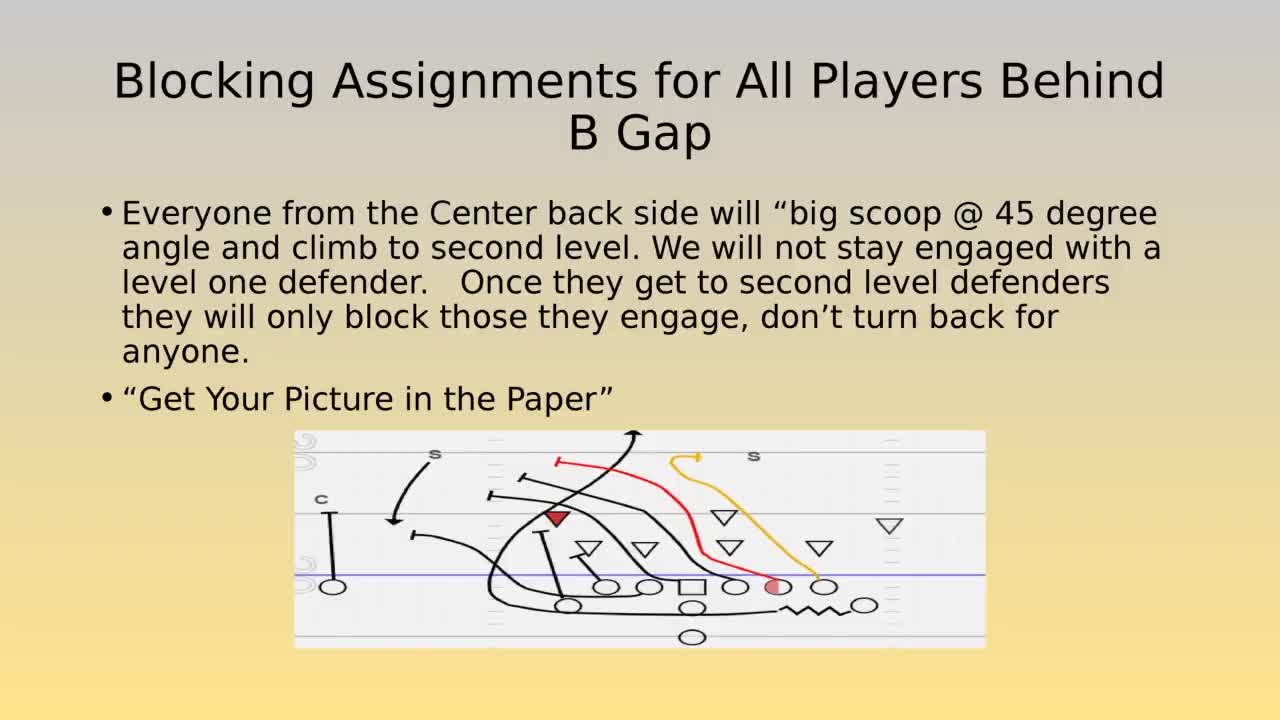 Blocking Assignments for All Players Behind
B Gap
• Everyone from the Center back side will “big scoop @ 45 degree
angle and climb to second level. We will not stay engaged with a
level one defender.   Once they get to second level defenders
they will only block those they engage, don’t turn back for
anyone.
• “Get Your Picture in the Paper”
S
S
C